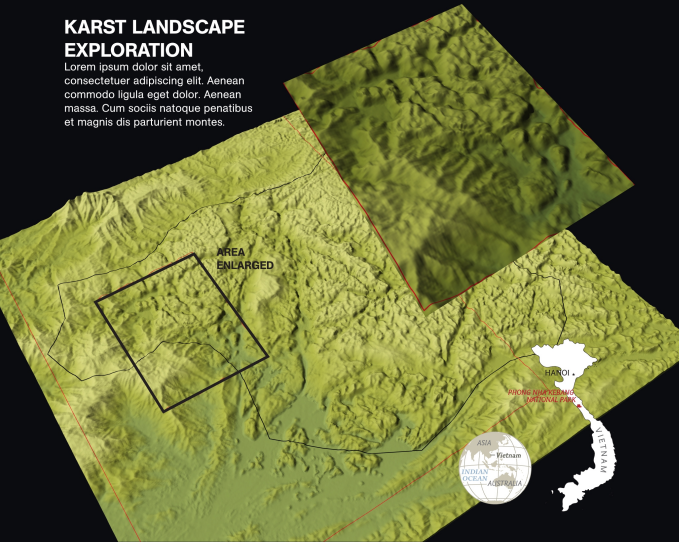 KARST LANDSCAPE
EXPLORATION
Lorem ipsum dolor sit amet,
consectetuer adipiscing elit. Aenean
commodo ligula eget dolor. Aenean
massa. Cum sociis natoque penatibus
et magnis dis parturient montes.
AREA
ENLARGED
HANOI
PHONG NHA KEBANG
NATIONAL PARK
VIETNAM
ASIA
Vietnam
INDIAN
OCEAN
AUSTRALIA